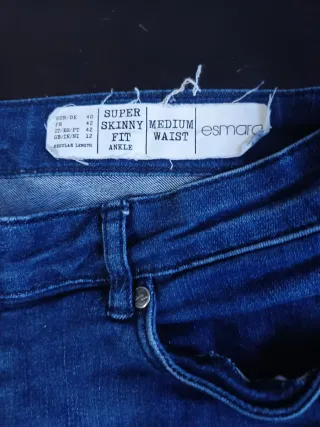 EUR/DE 40
FR 42
IT/ES/PT 42
GB/IE/NI 12
REGULAR LENGTH
SUPER
SKINNY
FIT
ANKLE
MEDIUM
WAIST
esmara